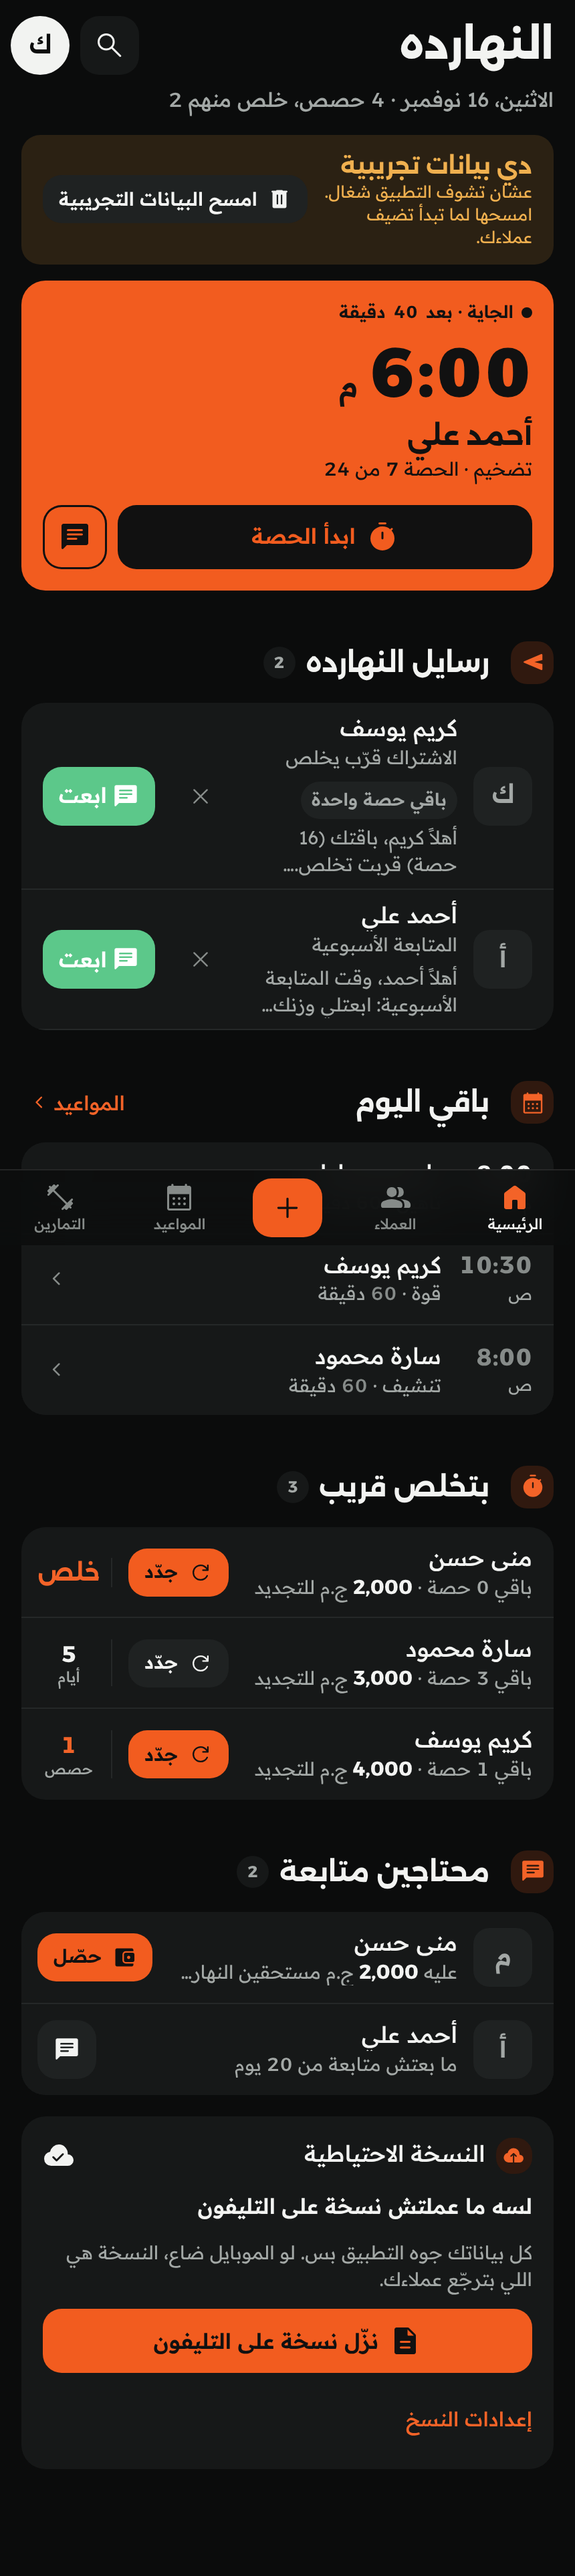 النهارده
ك
الاثنين، 16 نوفمبر · 4 حصص، خلص منهم 2
دي بيانات تجريبية
عشان تشوف التطبيق شغال.
امسحها لما تبدأ تضيف
عملاءك.
امسح البيانات التجريبية
الجاية · بعد 40 دقيقة
6:00 م
أحمد علي
تضخيم · الحصة 7 من 24
ابدأ الحصة
رسايل النهارده 2
ك
كريم يوسف
الاشتراك قرّب يخلص
باقي حصة واحدة
أهلاً كريم، باقتك (16
حصة) قربت تخلص....
ابعت
أ
أحمد علي
المتابعة الأسبوعية
أهلاً أحمد، وقت المتابعة
الأسبوعية: ابعتلي وزنك...
ابعت
باقي اليوم
المواعيد
الرئيسية
العملاء
المواعيد
التمارين
10:30 ص
كريم يوسف
قوة · 60 دقيقة
8:00 ص
سارة محمود
تنشيف · 60 دقيقة
بتخلص قريب 3
منى حسن
باقي 0 حصة · 2,000 ج.م للتجديد
جدّد
خلص
سارة محمود
باقي 3 حصة · 3,000 ج.م للتجديد
جدّد
5 أيام
كريم يوسف
باقي 1 حصة · 4,000 ج.م للتجديد
جدّد
1 حصص
محتاجين متابعة 2
م
منى حسن
عليه 2,000 ج.م مستحقين النهار...
حصّل
أ
أحمد علي
ما بعتش متابعة من 20 يوم
النسخة الاحتياطية
لسه ما عملتش نسخة على التليفون
كل بياناتك جوه التطبيق بس. لو الموبايل ضاع، النسخة هي
اللي بترجّع عملاءك.
نزّل نسخة على التليفون
إعدادات النسخ